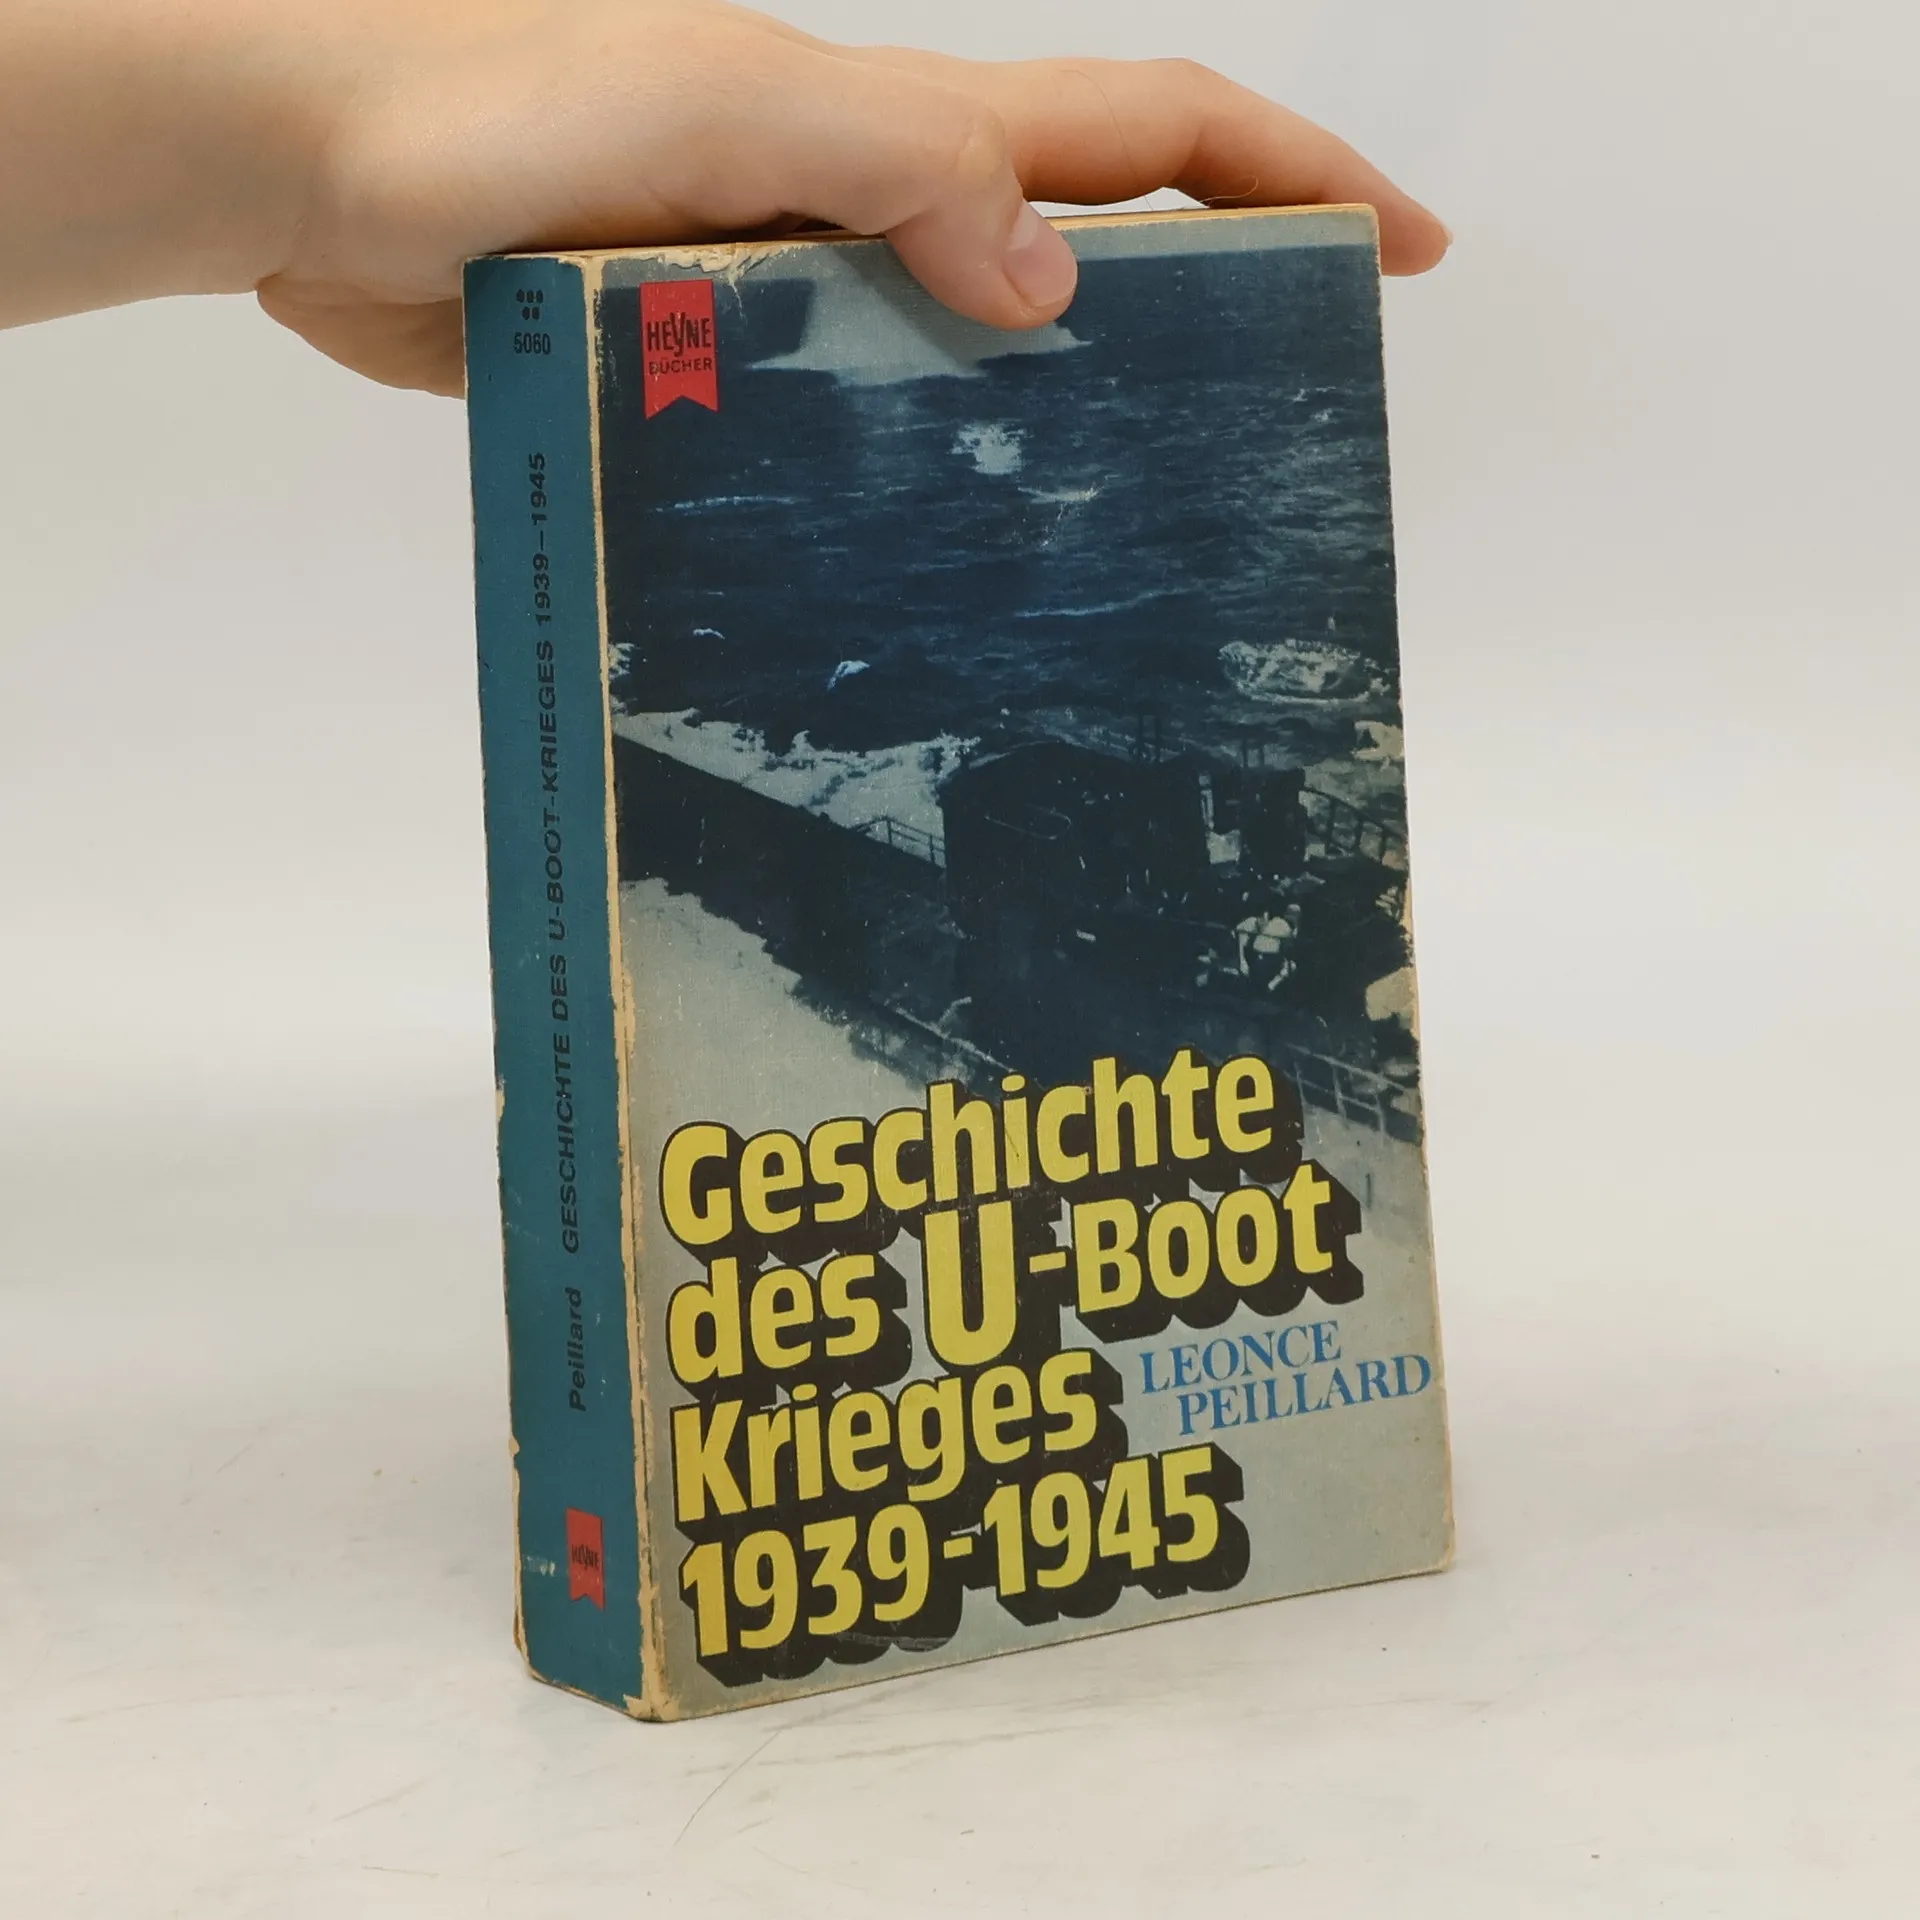 5060
Peillard GESCHICHTE DES U-BOOT-KRIEGES 1939–1945
HEYNE
HEYNE
BÜCHER
Geschichte
des U-Boot
Krieges
1939-1945
LEONCE
PEILLARD